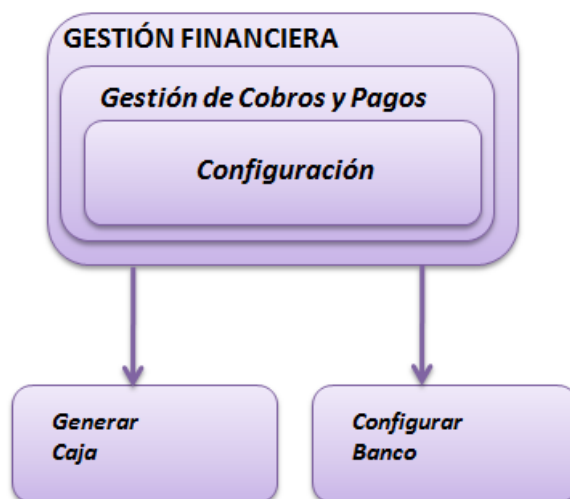 GESTIÓN FINANCIERA
Gestión de Cobros y Pagos
Configuración
Generar
Caja
Configurar
Banco